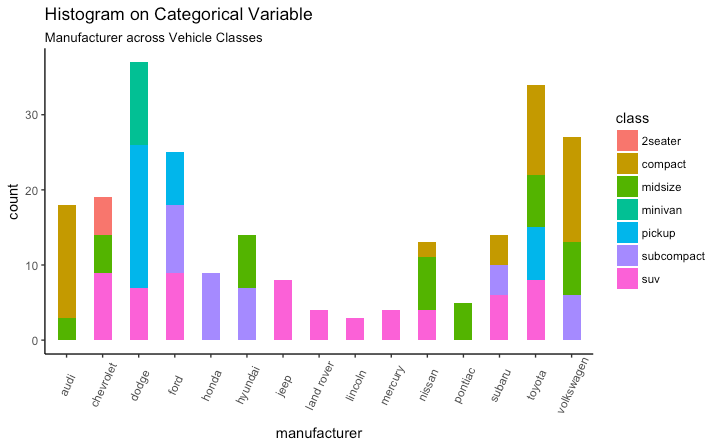 Histogram on Categorical Variable
Manufacturer across Vehicle Classes
count
30
20
10
0
audi
chevrolet
dodge
ford
honda
hyundai
jeep
land rover
lincoln
mercury
nissan
pontiac
subaru
toyota
volkswagen
manufacturer
class
2seater
compact
midsize
minivan
pickup
subcompact
suv